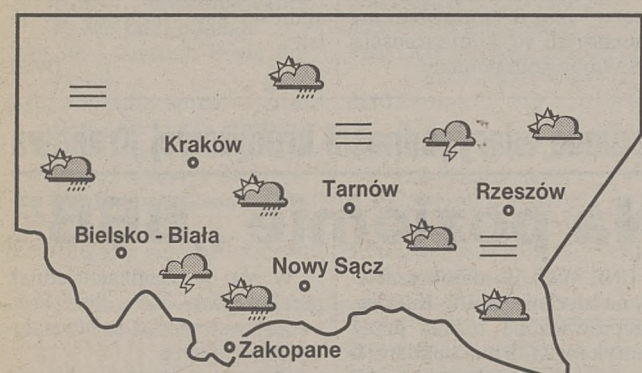 Kraków
Tarnów
Rzeszów
Bielsko - Biała
Nowy Sącz
Zakopane